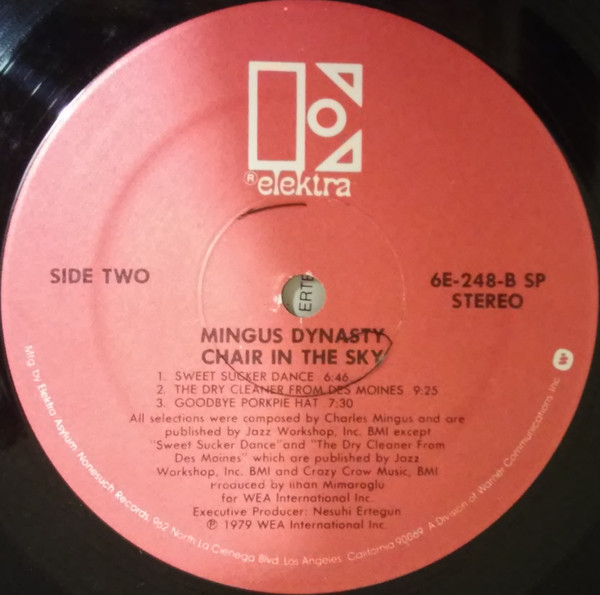 ® elektra
SIDE TWO
6E-248-B SP
STEREO
ERTE
MINGUS DYNASTY
CHAIR IN THE SKY
1. SWEET SUCKER DANCE 6:46
2. THE DRY CLEANER FROM DES MOINES 9:25
3. GOODBYE PORKPIE HAT 7:30
All selections were composed by Charles Mingus and are
published by Jazz Workshop, Inc. BMI except
"Sweet Sucker Dance" and "The Dry Cleaner From
Des Moines" which are published by Jazz
Workshop, Inc. BMI and Crazy Crow Music, BMI
Produced by Ilhan Mimaroglu
for WEA International Inc.
Executive Producer: Nesuhi Ertegun
℗ 1979 WEA International Inc.
Mfg. by Elektra/Asylum/Nonesuch Records, 962 North La Cienega Blvd., Los Angeles, California 90069. A Division of Warner Communications, Inc.